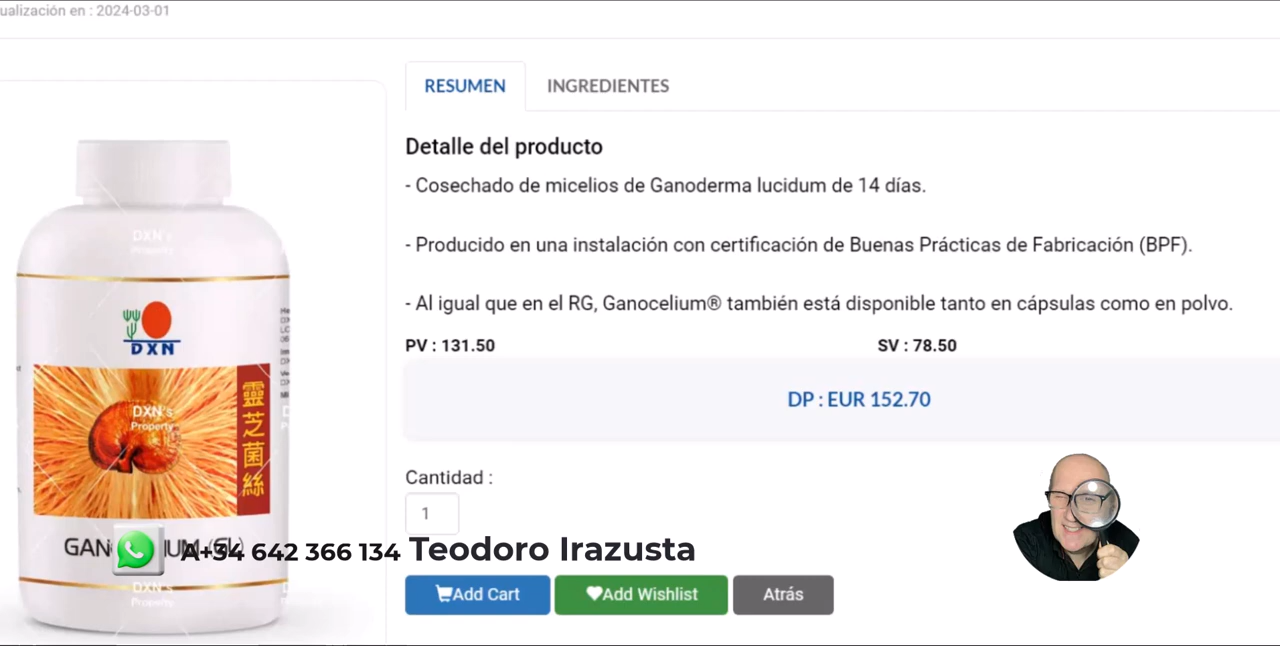 ualización en : 2024-03-01
RESUMEN
INGREDIENTES
Detalle del producto
- Cosechado de micelios de Ganoderma lucidum de 14 días.
- Producido en una instalación con certificación de Buenas Prácticas de Fabricación (BPF).
- Al igual que en el RG, Ganocelium® también está disponible tanto en cápsulas como en polvo.
PV : 131.50
SV : 78.50
DP : EUR 152.70
Cantidad :
1
Add Cart
Add Wishlist
Atrás
DXN's
Property
DXN
DXN's
Property
靈芝菌絲
A+34 642 366 134 Teodoro Irazusta
DXN's
Property